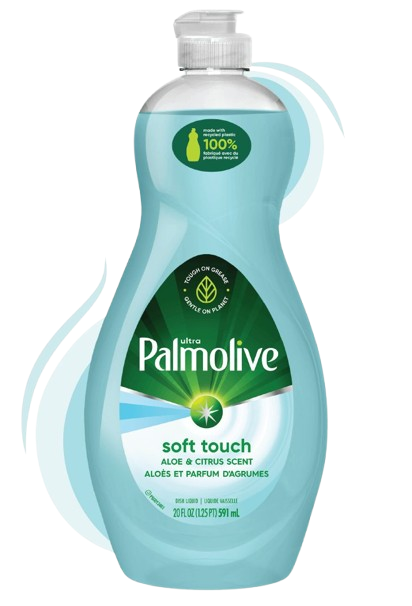 made with
recycled plastic
100%
fabriqué avec du
plastique recyclé
TOUGH ON GREASE
GENTLE ON PLANET
ultra
Palmolive
soft touch
ALOE & CITRUS SCENT
ALOÈS ET PARFUM D'AGRUMES
DISH LIQUID | LIQUIDE VAISSELLE
20 FL OZ (1.25 PT) 591 mL